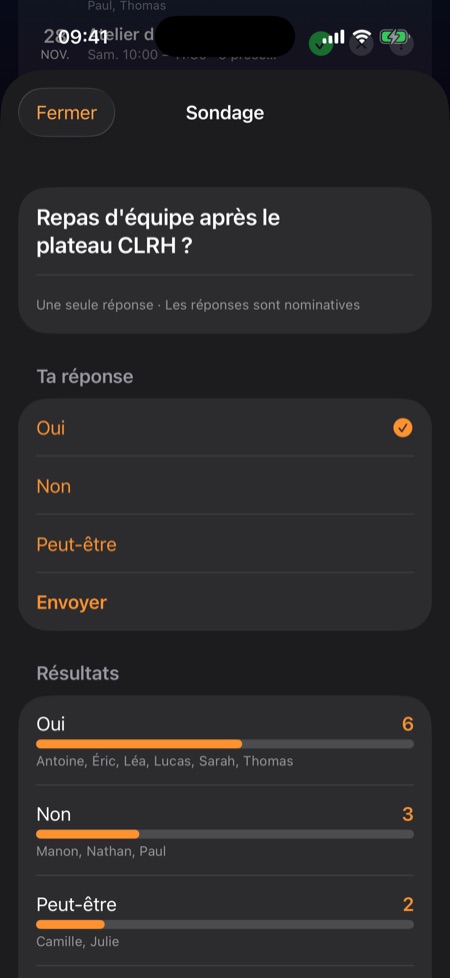 Paul, Thomas
28
09:41
Atelier d
NOV.
Sam. 10:00 –
Fermer
Sondage
Repas d'équipe après le
plateau CLRH ?
Une seule réponse · Les réponses sont nominatives
Ta réponse
Oui
Non
Peut-être
Envoyer
Résultats
Oui
6
Antoine, Éric, Léa, Lucas, Sarah, Thomas
Non
3
Manon, Nathan, Paul
Peut-être
2
Camille, Julie